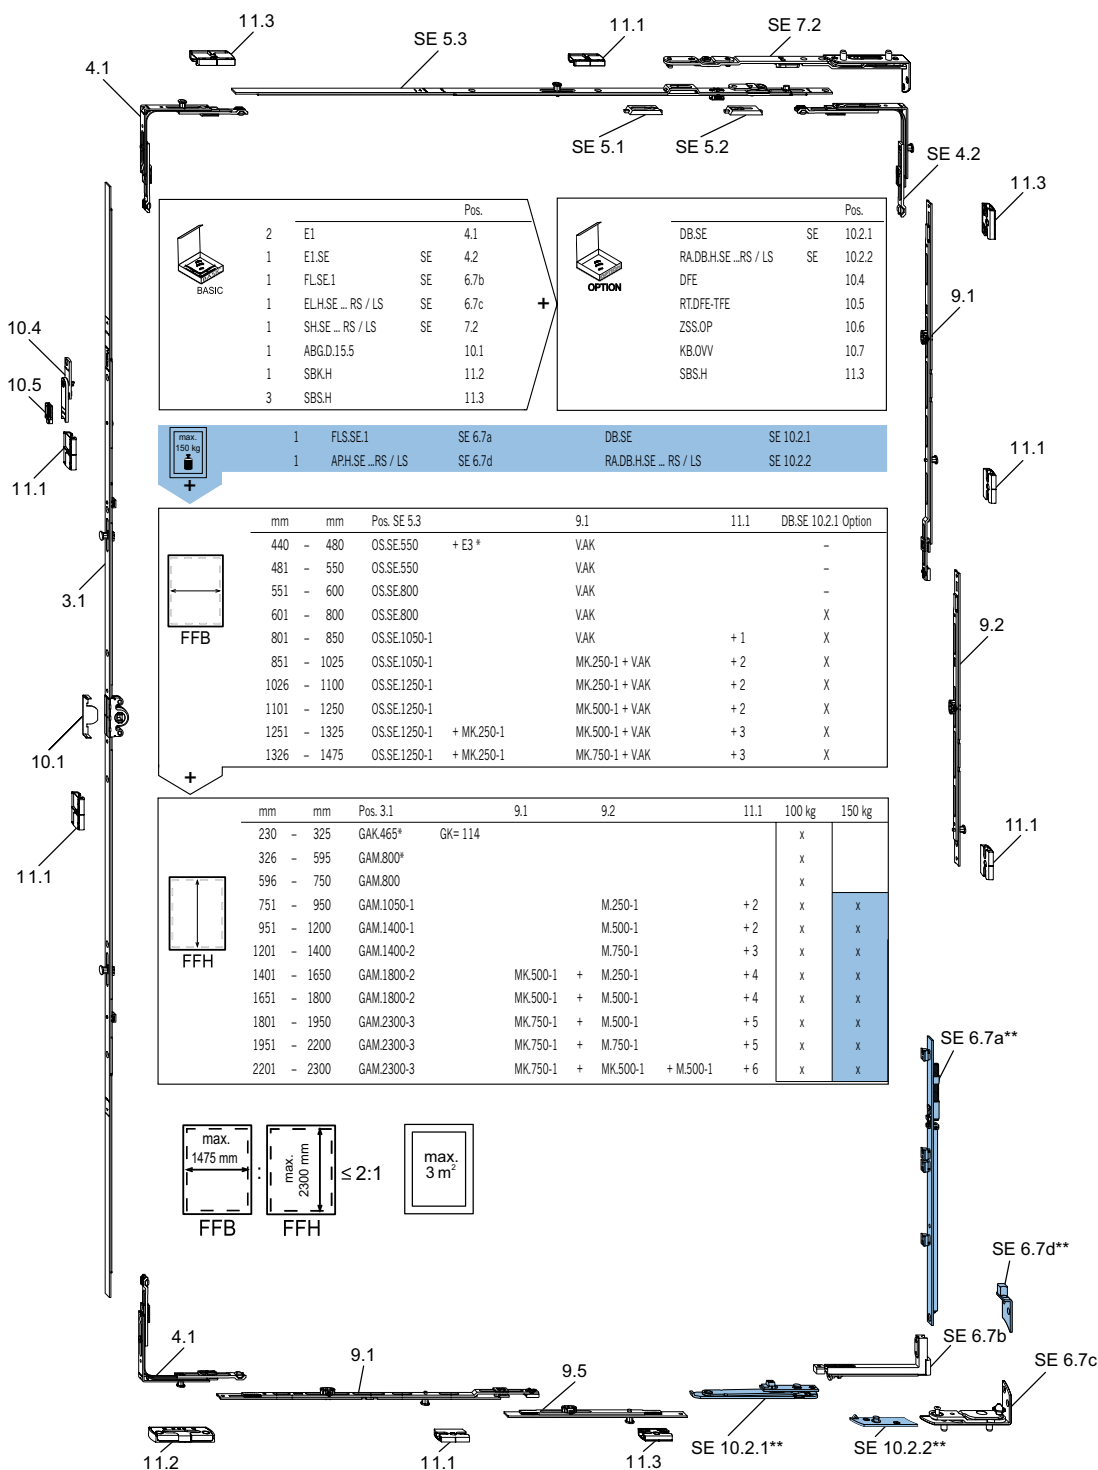 11.3
SE 5.3
11.1
SE 7.2
4.1
SE 5.1
SE 5.2
SE 4.2
11.3
Pos.
2 E1 4.1
1 E1.SE SE 4.2
1 FL.SE.1 SE 6.7b
1 EL.H.SE ... RS / LS SE 6.7c
1 SH.SE ... RS / LS SE 7.2
1 ABG.D.15.5 10.1
1 SBK.H 11.2
3 SBS.H 11.3
BASIC
+
Pos.
DB.SE SE 10.2.1
RA.DB.H.SE ...RS / LS SE 10.2.2
DFE 10.4
RT.DFE-TFE 10.5
ZSS.OP 10.6
KB.OVV 10.7
SBS.H 11.3
OPTION
9.1
10.4
10.5
11.1
max.
150 kg
+
1 FLS.SE.1 SE 6.7a DB.SE SE 10.2.1
1 AP.H.SE ...RS / LS SE 6.7d RA.DB.H.SE ... RS / LS SE 10.2.2
11.1
mm mm Pos. SE 5.3 9.1 11.1 DB.SE 10.2.1 Option
440 – 480 OS.SE.550 + E3 * V.AK –
481 – 550 OS.SE.550 V.AK –
551 – 600 OS.SE.800 V.AK –
601 – 800 OS.SE.800 V.AK X
801 – 850 OS.SE.1050-1 V.AK + 1 X
851 – 1025 OS.SE.1050-1 MK.250-1 + V.AK + 2 X
1026 – 1100 OS.SE.1250-1 MK.250-1 + V.AK + 2 X
1101 – 1250 OS.SE.1250-1 MK.500-1 + V.AK + 2 X
1251 – 1325 OS.SE.1250-1 + MK.250-1 MK.500-1 + V.AK + 3 X
1326 – 1475 OS.SE.1250-1 + MK.250-1 MK.750-1 + V.AK + 3 X
FFB
+
3.1
9.2
10.1
11.1
11.1
mm mm Pos. 3.1 9.1 9.2 11.1 100 kg 150 kg
230 – 325 GAK.465* GK= 114 x
326 – 595 GAM.800* x
596 – 750 GAM.800 x
751 – 950 GAM.1050-1 M.250-1 + 2 x x
951 – 1200 GAM.1400-1 M.500-1 + 2 x x
1201 – 1400 GAM.1400-2 M.750-1 + 3 x x
1401 – 1650 GAM.1800-2 MK.500-1 + M.250-1 + 4 x x
1651 – 1800 GAM.1800-2 MK.500-1 + M.500-1 + 4 x x
1801 – 1950 GAM.2300-3 MK.750-1 + M.500-1 + 5 x x
1951 – 2200 GAM.2300-3 MK.750-1 + M.750-1 + 5 x x
2201 – 2300 GAM.2300-3 MK.750-1 + MK.500-1 + M.500-1 + 6 x x
FFH
SE 6.7a**
max.
1475 mm
FFB
:
max.
2300 mm
FFH
≤ 2:1
max.
3 m²
SE 6.7d**
4.1
9.1
9.5
SE 6.7b
SE 6.7c
11.2
11.1
11.3
SE 10.2.1**
SE 10.2.2**